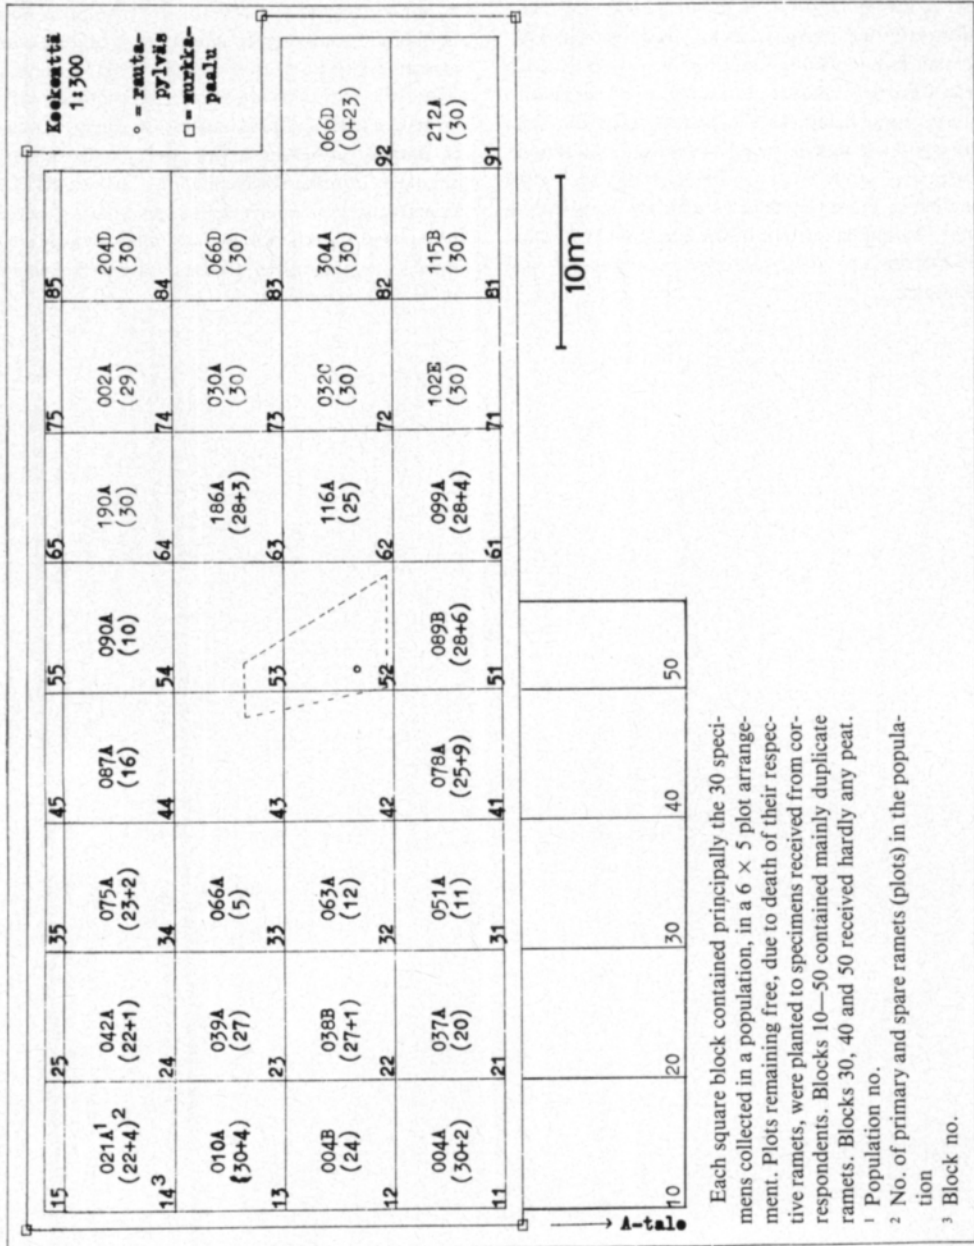 Keskenttä
1:300
o = rauta-
pylväs
□ = nurkka-
paalu
15 25 35 45 55 65 75 85
021A¹ 042A 075A 087A 090A 190A 002A 204D
(22+4)² (22+1) (23+2) (16) (10) (30) (29) (30)
14³ 24 34 44 54 64 74 84
010A 039A 066A 186A 030A 066D
(30+4) (27) (5) (28+3) (30) (30)
13 23 33 43 53 63 73 83
004B 038B 063A 116A 032C 304A 066D
(24) (27+1) (12) (25) (30) (30) (0+23)
12 22 32 42 52 62 72 82 92
004A 037A 051A 078A 089B 099A 102E 115B 212A
(30+2) (20) (11) (25+9) (28+6) (28+4) (30) (30) (30)
11 21 31 41 51 61 71 81 91
10m
A-talo
10 20 30 40 50
Each square block contained principally the 30 speci-
mens collected in a population, in a 6 × 5 plot arrange-
ment. Plots remaining free, due to death of their respec-
tive ramets, were planted to specimens received from cor-
respondents. Blocks 10—50 contained mainly duplicate
ramets. Blocks 30, 40 and 50 received hardly any peat.
¹ Population no.
² No. of primary and spare ramets (plots) in the popula-
tion
³ Block no.